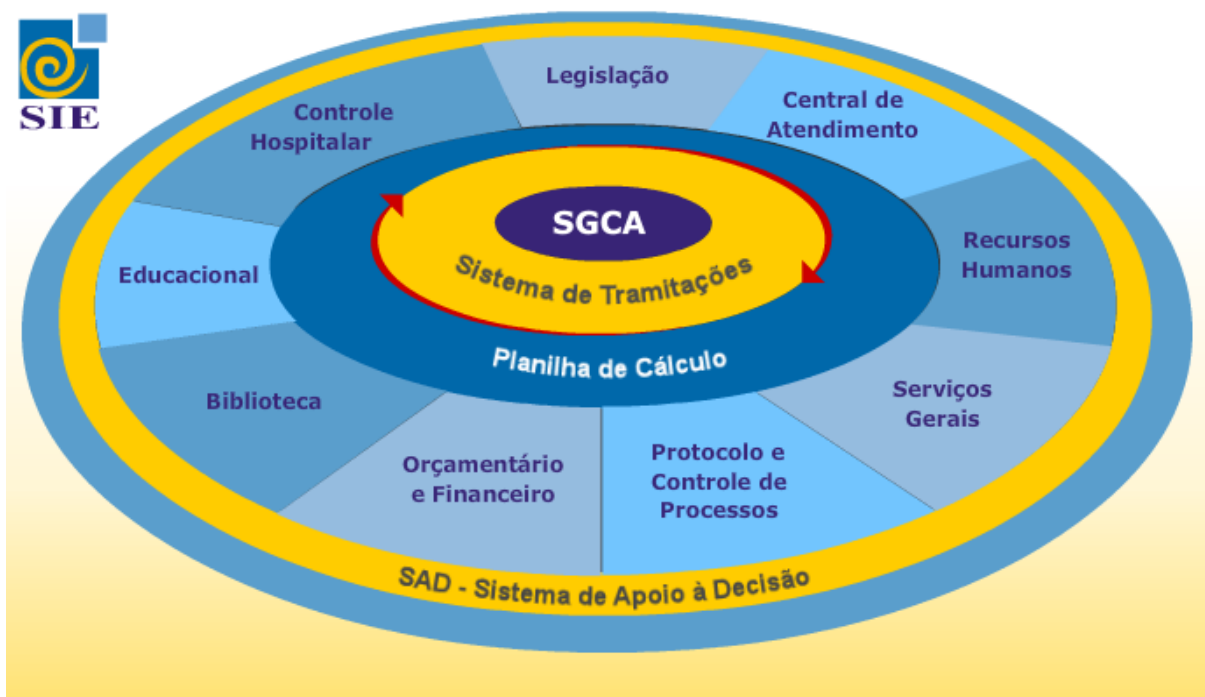 SIE
Legislação
Central de
Atendimento
Controle
Hospitalar
SGCA
Sistema de Tramitações
Recursos
Humanos
Educacional
Planilha de Cálculo
Serviços
Gerais
Biblioteca
Orçamentário
e Financeiro
Protocolo e
Controle de
Processos
SAD - Sistema de Apoio à Decisão